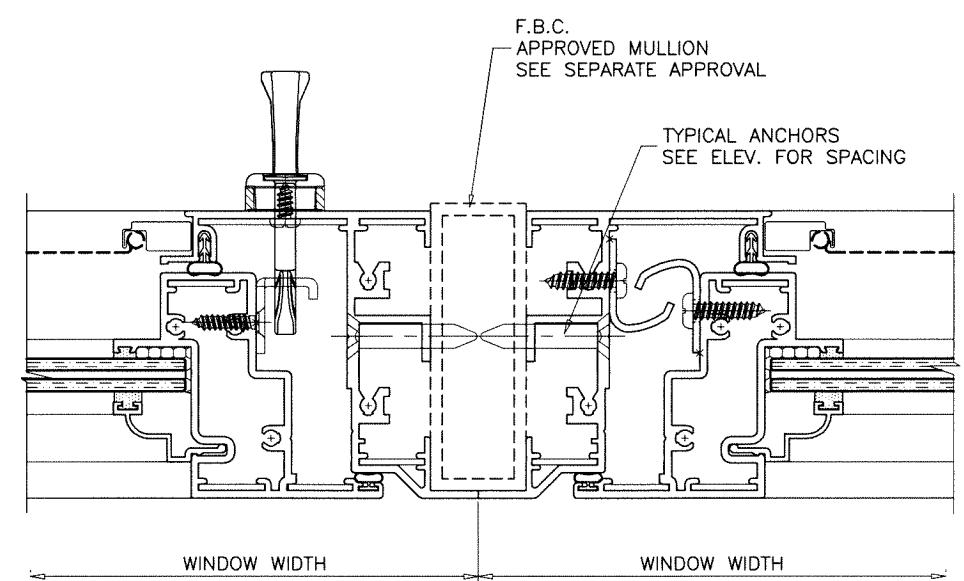 F.B.C.
APPROVED MULLION
SEE SEPARATE APPROVAL
TYPICAL ANCHORS
SEE ELEV. FOR SPACING
WINDOW WIDTH
WINDOW WIDTH